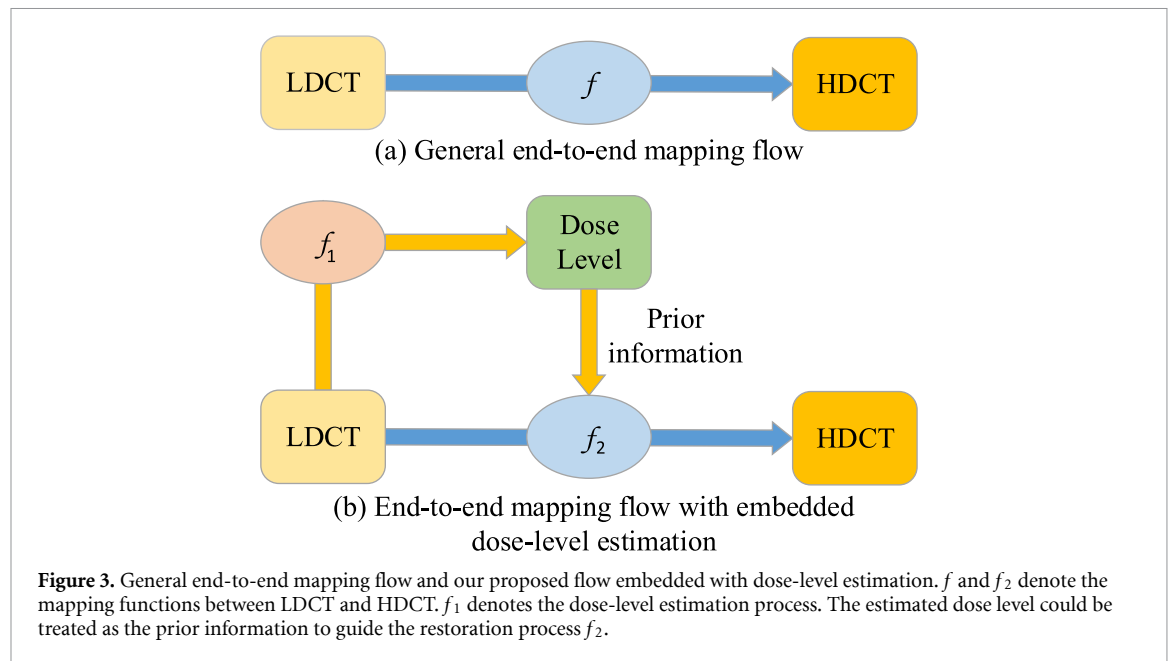 LDCT
f
HDCT
(a) General end-to-end mapping flow
f₁
Dose
Level
Prior
information
LDCT
f₂
HDCT
(b) End-to-end mapping flow with embedded
dose-level estimation
Figure 3. General end-to-end mapping flow and our proposed flow embedded with dose-level estimation. f and f₂ denote the
mapping functions between LDCT and HDCT. f₁ denotes the dose-level estimation process. The estimated dose level could be
treated as the prior information to guide the restoration process f₂.